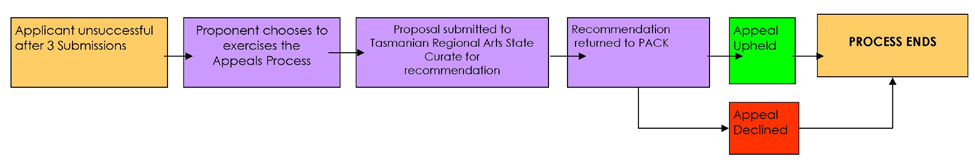 Applicant unsuccessful
after 3 Submissions
Proponent chooses to
exercises the
Appeals Process
Proposal submitted to
Tasmanian Regional Arts State
Curate for
recommendation
Recommendation
returned to PACK
Appeal
Upheld
PROCESS ENDS
Appeal
Declined